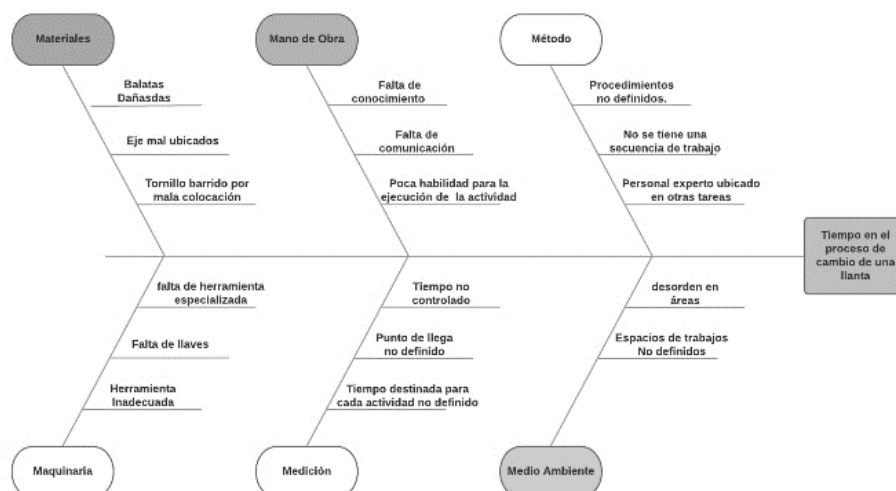 Materiales
Mano de Obra
Método
Balatas
Dañasdas
Eje mal ubicados
Tornillo barrido por
mala colocación
Falta de
conocimiento
Falta de
comunicación
Poca habilidad para la
ejecución de la actividad
Procedimientos
no definidos.
No se tiene una
secuencia de trabajo
Personal experto ubicado
en otras tareas
Tiempo en el
proceso de
cambio de una
llanta
falta de herramienta
especializada
Falta de llaves
Herramienta
Inadecuada
Tiempo no
controlado
Punto de llega
no definido
Tiempo destinada para
cada actividad no definido
desorden en
áreas
Espacios de trabajos
No definidos
Maquinaria
Medición
Medio Ambiente